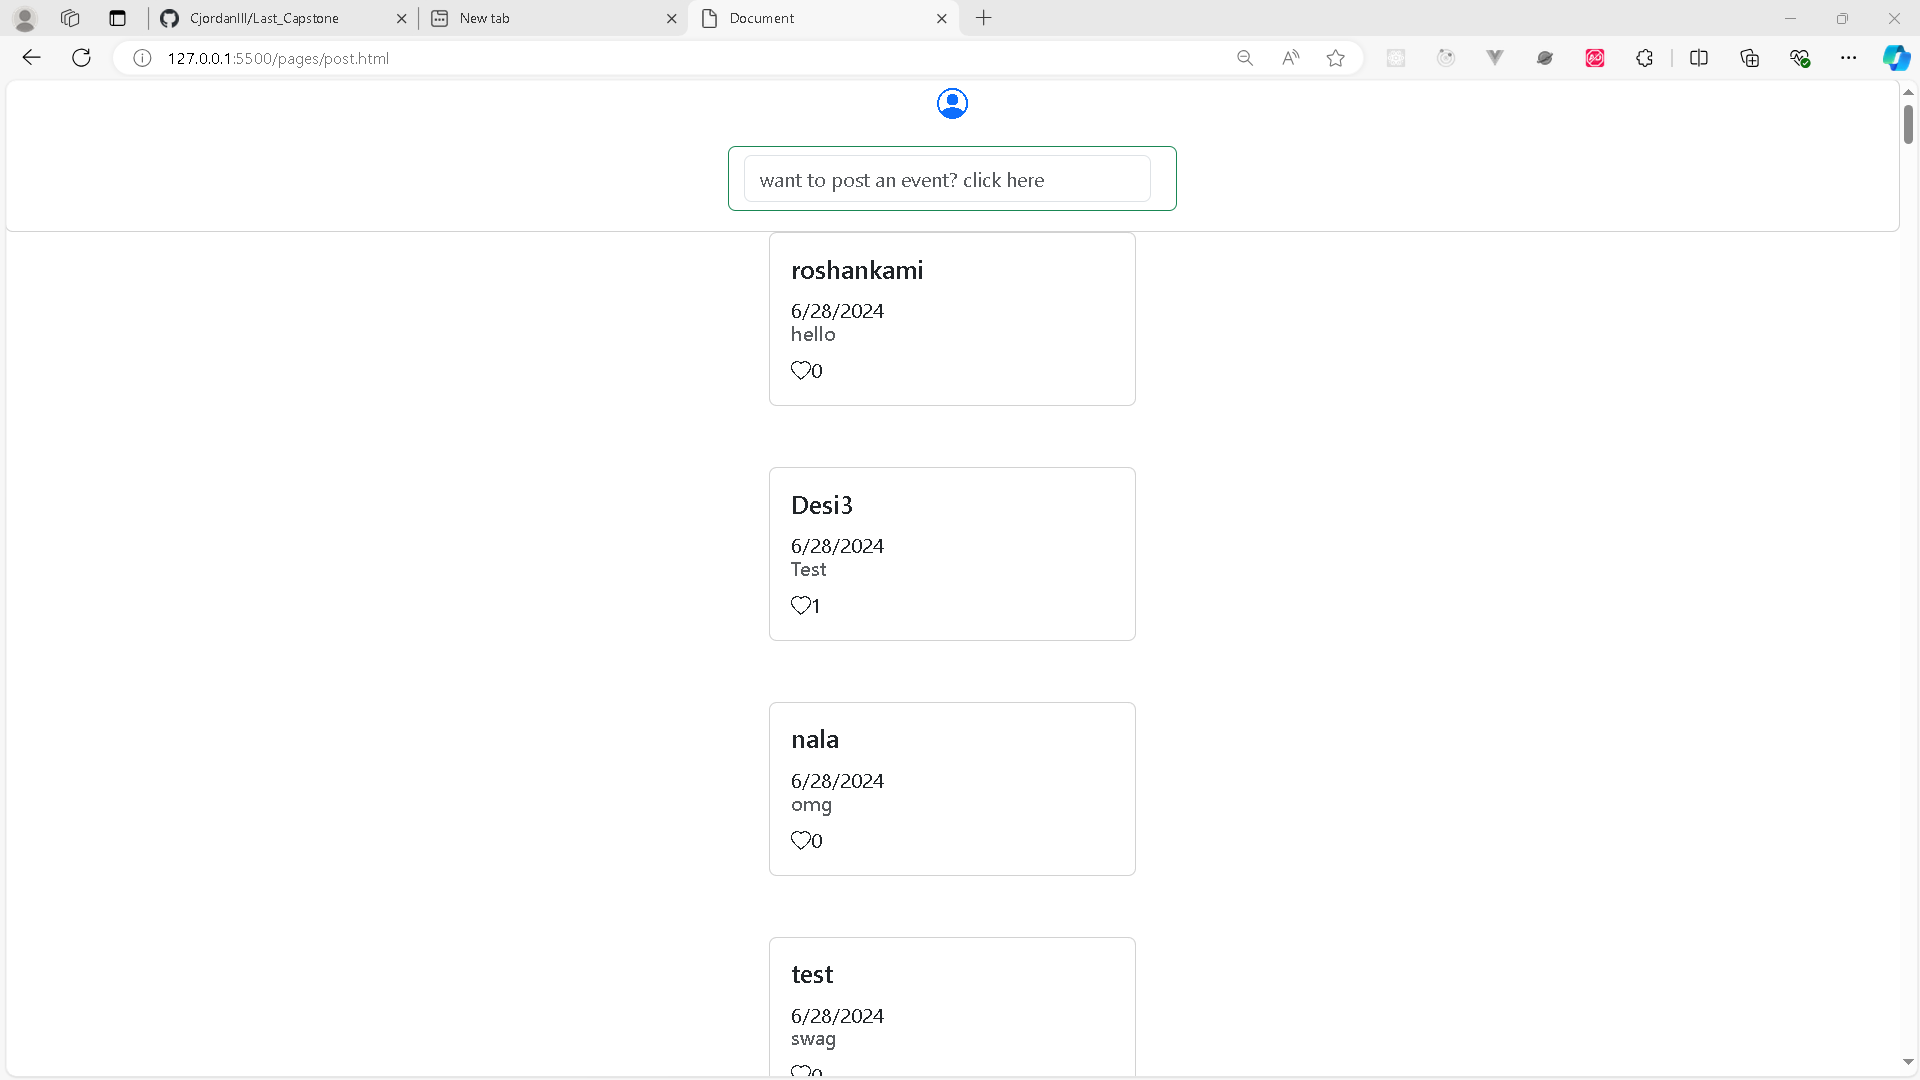 CjordanIII/Last_Capstone
New tab
Document
127.0.0.1:5500/pages/post.html
want to post an event? click here
roshankami
6/28/2024
hello
0
Desi3
6/28/2024
Test
1
nala
6/28/2024
omg
0
test
6/28/2024
swag
0